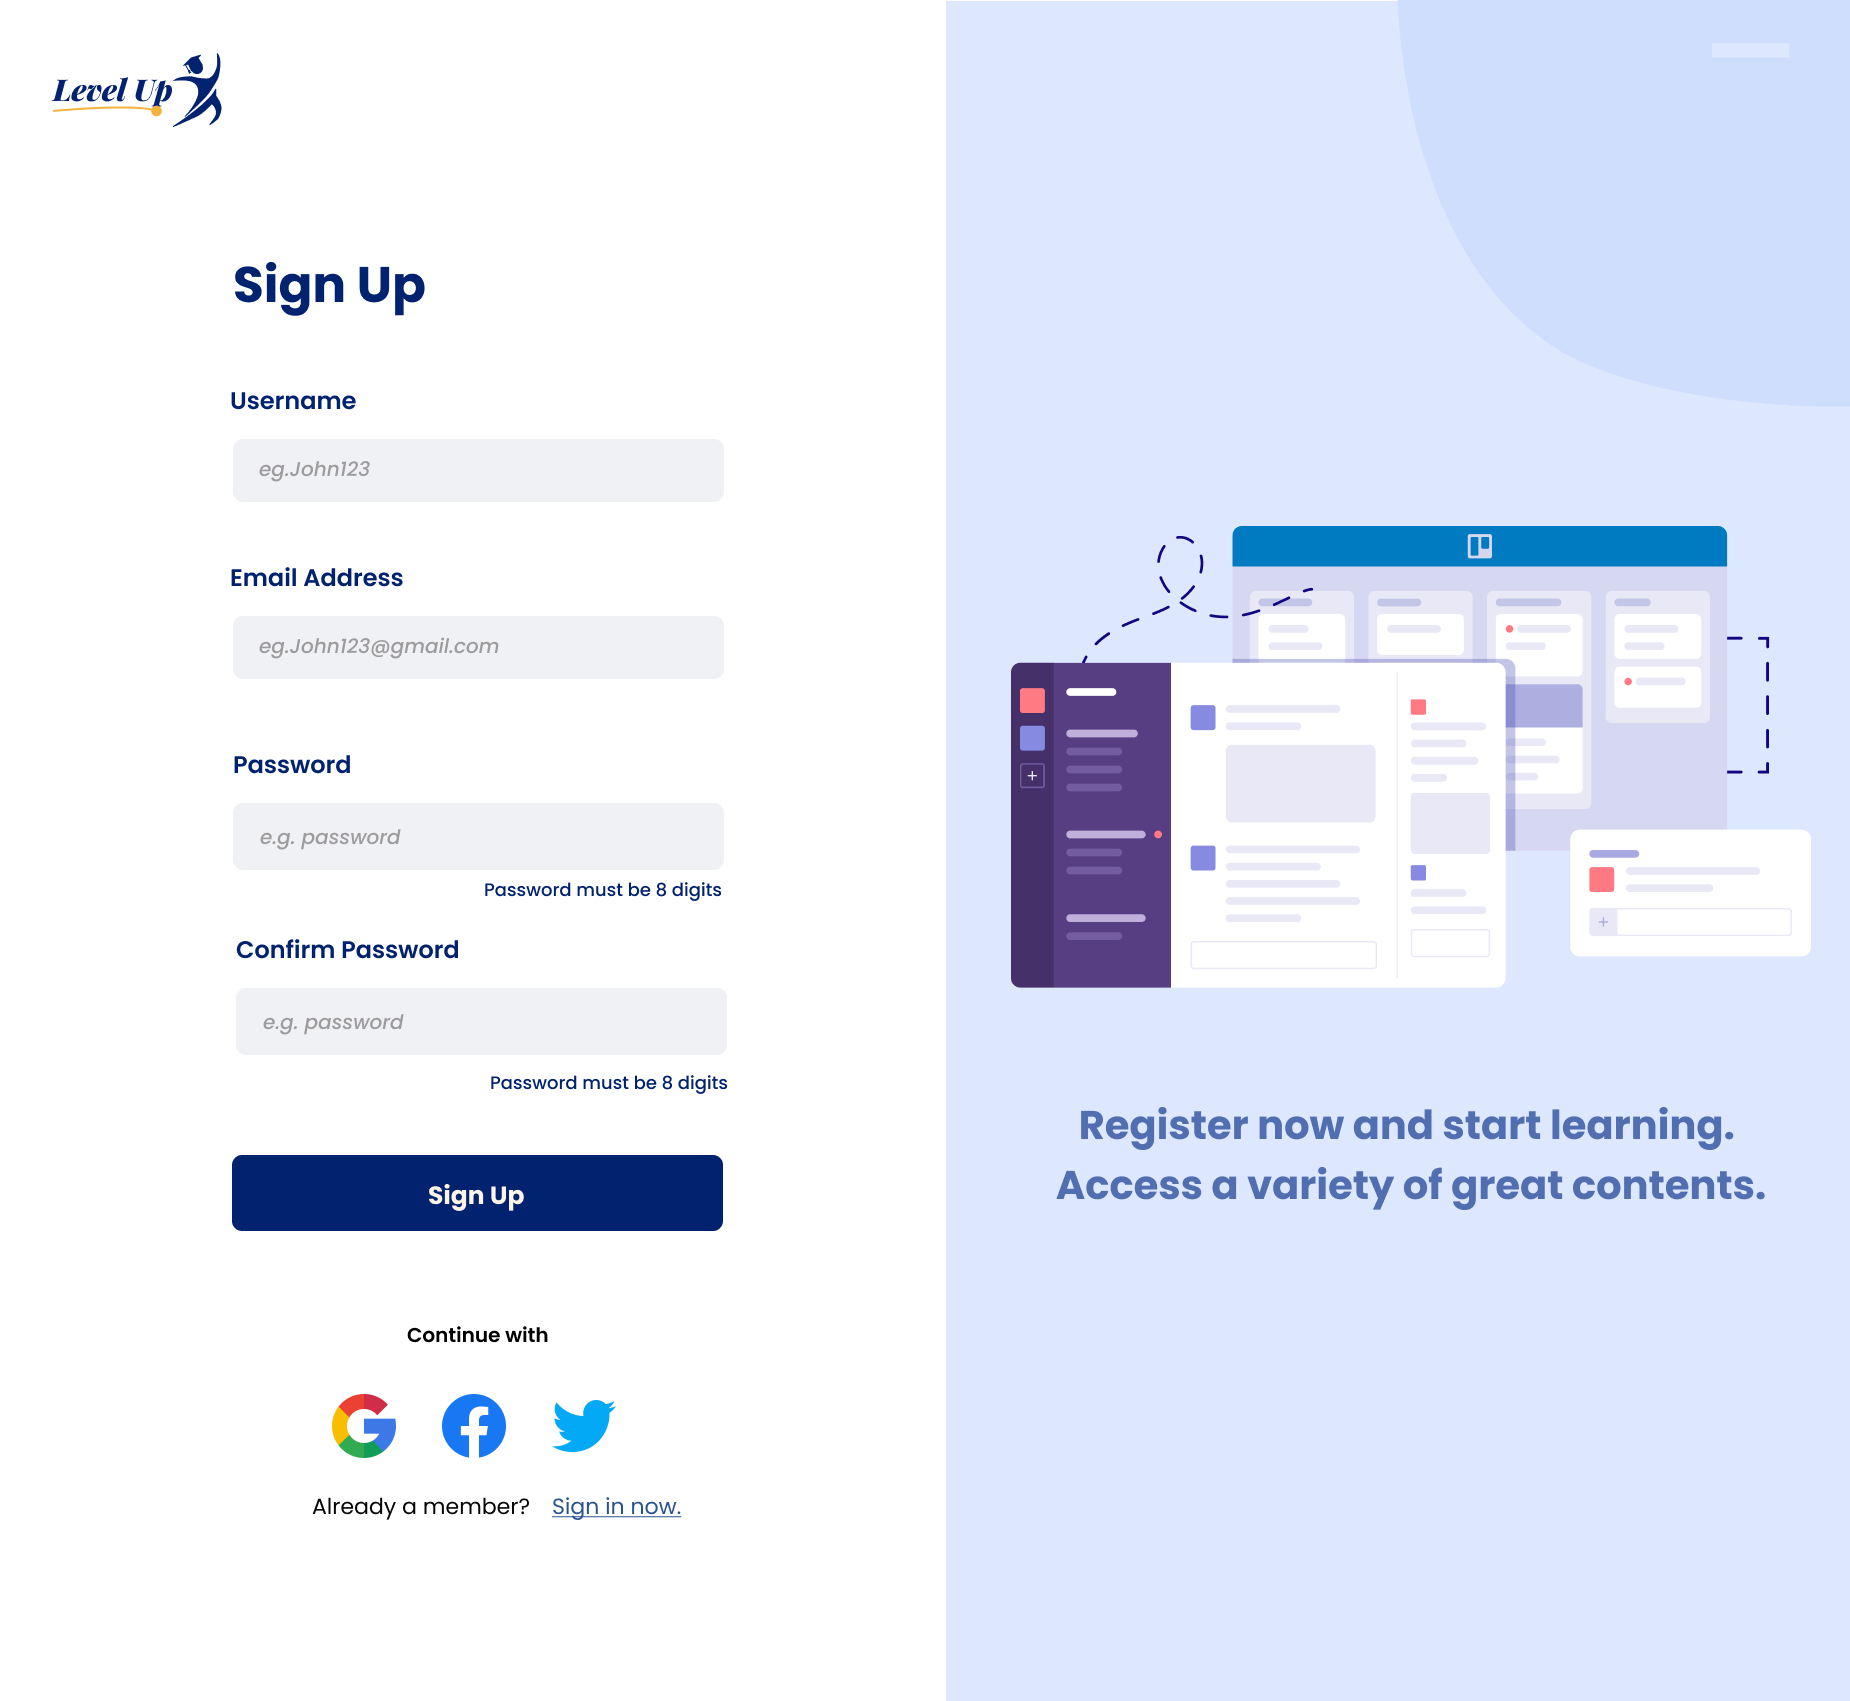 Level Up
Sign Up
Username
eg.John123
Email Address
eg.John123@gmail.com
Password
e.g. password
Password must be 8 digits
Confirm Password
e.g. password
Password must be 8 digits
Sign Up
Continue with
Already a member? Sign in now.
Register now and start learning.
Access a variety of great contents.